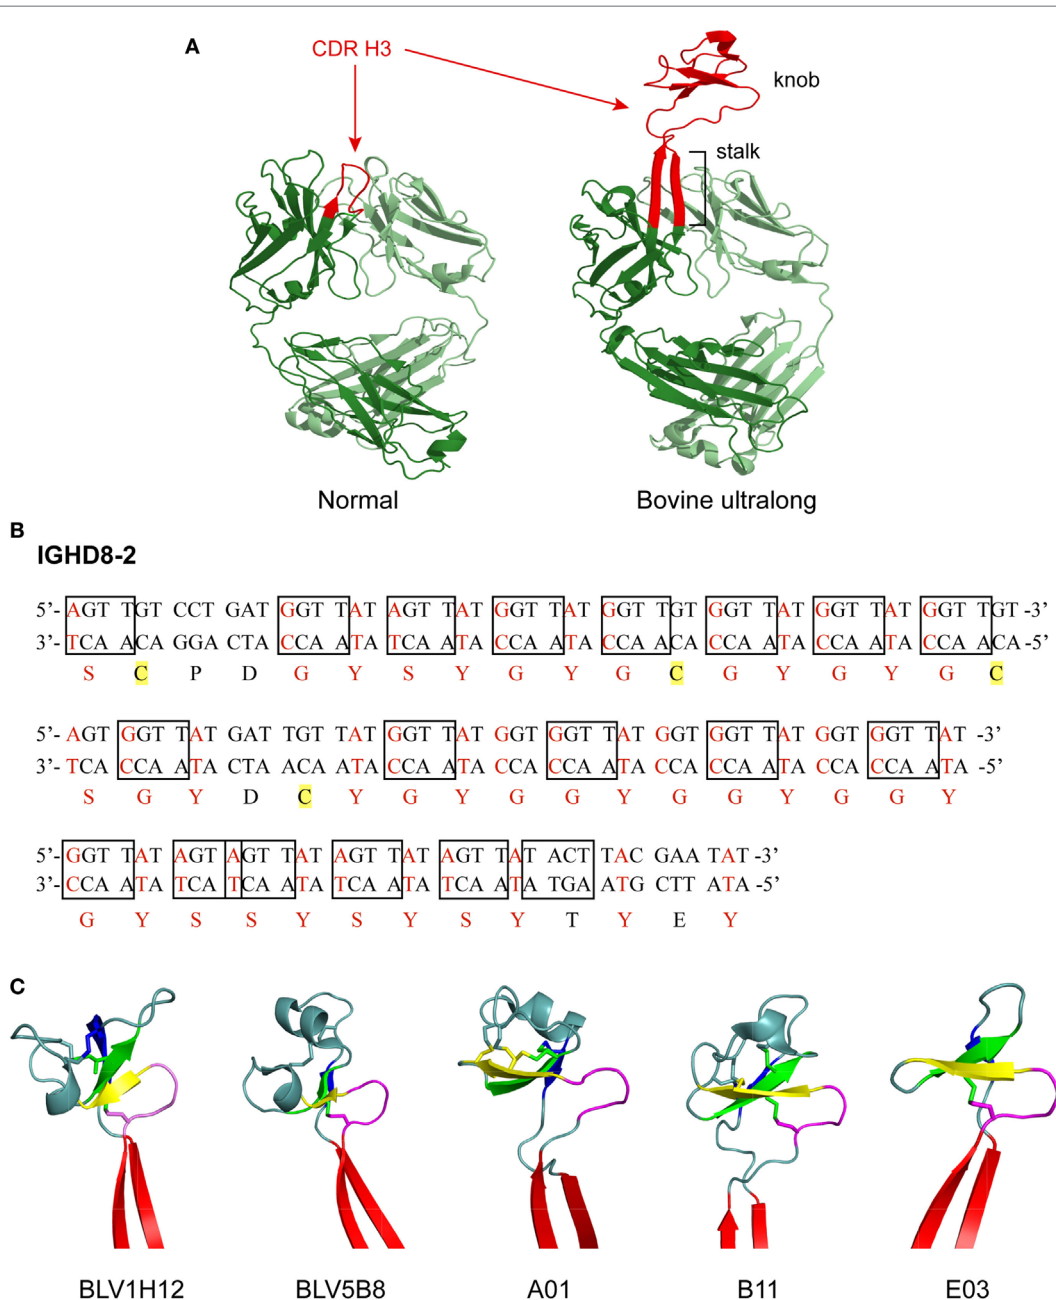 A
CDR H3
knob
stalk
Normal
Bovine ultralong
B
IGHD8-2
5’- AGT TGT CCT GAT GGT TAT AGT TAT GGT TAT GGT TGT GGT TAT GGT TAT GGT TGT -3’
3’- TCA ACA GGA CTA CCA ATA TCA ATA CCA ATA CCA ACA CCA ATA CCA ATA CCA ACA -5’
S C P D G Y S Y G Y G C G Y G Y G C
5’- AGT GGT TAT GAT TGT TAT GGT TAT GGT GGT TAT GGT GGT TAT GGT GGT TAT -3’
3’- TCA CCA ATA CTA ACA ATA CCA ATA CCA CCA ATA CCA CCA ATA CCA CCA ATA -5’
S G Y D C Y G Y G G Y G G Y G G Y
5’- GGT TAT AGT AGT TAT AGT TAT AGT TAT ACT TAC GAA TAT -3’
3’- CCA ATA TCA TCA ATA TCA ATA TCA ATA TGA ATG CTT ATA -5’
G Y S S Y S Y S Y T Y E Y
C
BLV1H12
BLV5B8
A01
B11
E03